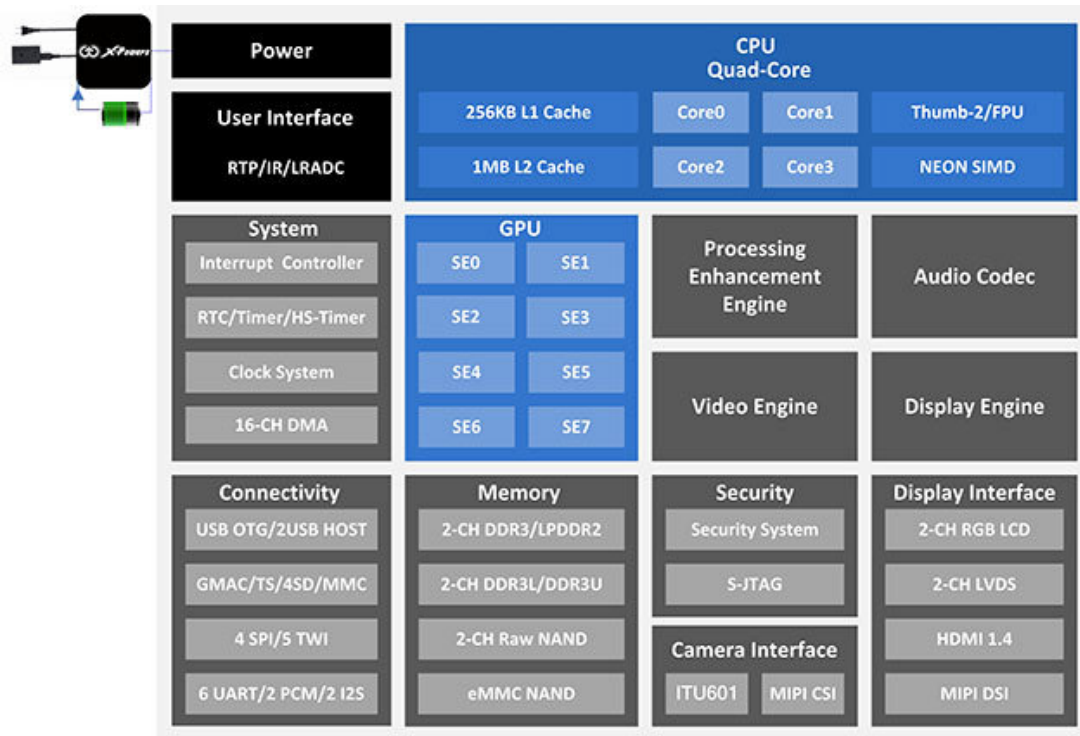 X-Powers
Power
CPU
Quad-Core
256KB L1 Cache
Core0
Core1
Thumb-2/FPU
1MB L2 Cache
Core2
Core3
NEON SIMD
User Interface
RTP/IR/LRADC
System
Interrupt Controller
RTC/Timer/HS-Timer
Clock System
16-CH DMA
GPU
SE0
SE1
SE2
SE3
SE4
SE5
SE6
SE7
Processing
Enhancement
Engine
Audio Codec
Video Engine
Display Engine
Connectivity
USB OTG/2USB HOST
GMAC/TS/4SD/MMC
4 SPI/5 TWI
6 UART/2 PCM/2 I2S
Memory
2-CH DDR3/LPDDR2
2-CH DDR3L/DDR3U
2-CH Raw NAND
eMMC NAND
Security
Security System
S-JTAG
Camera Interface
ITU601
MIPI CSI
Display Interface
2-CH RGB LCD
2-CH LVDS
HDMI 1.4
MIPI DSI